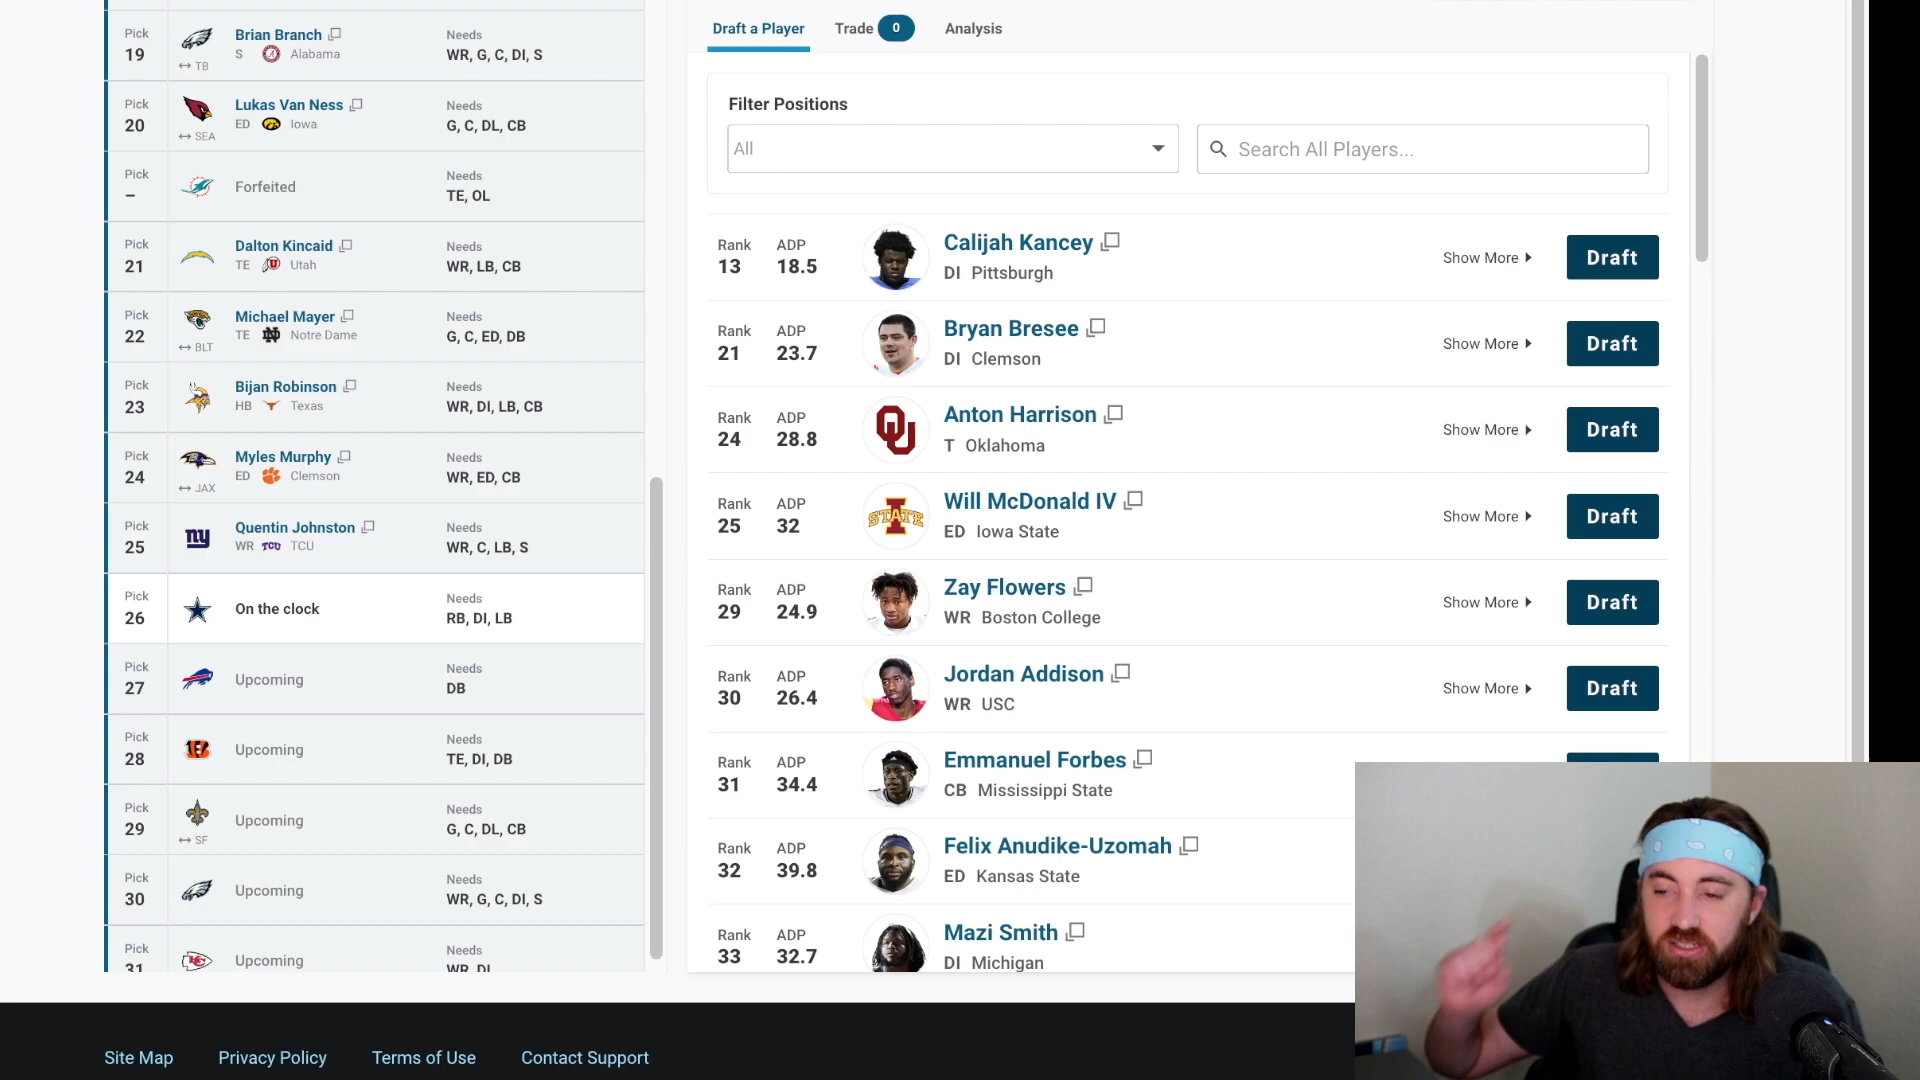 Pick
19
TB
Brian Branch
S Alabama
Needs
WR, G, C, DI, S
Pick
20
SEA
Lukas Van Ness
ED Iowa
Needs
G, C, DL, CB
Pick
–
Forfeited
Needs
TE, OL
Pick
21
Dalton Kincaid
TE Utah
Needs
WR, LB, CB
Pick
22
BLT
Michael Mayer
TE Notre Dame
Needs
G, C, ED, DB
Pick
23
Bijan Robinson
HB Texas
Needs
WR, DI, LB, CB
Pick
24
JAX
Myles Murphy
ED Clemson
Needs
WR, ED, CB
Pick
25
ny
Quentin Johnston
WR TCU TCU
Needs
WR, C, LB, S
Pick
26
On the clock
Needs
RB, DI, LB
Pick
27
Upcoming
Needs
DB
Pick
28
Upcoming
Needs
TE, DI, DB
Pick
29
SF
Upcoming
Needs
G, C, DL, CB
Pick
30
Upcoming
Needs
WR, G, C, DI, S
Pick
31
KC
Upcoming
Needs
WR, DI
Draft a Player
Trade 0
Analysis
Filter Positions
All
Search All Players...
Rank ADP
13 18.5
Calijah Kancey
DI Pittsburgh
Show More
Draft
Rank ADP
21 23.7
Bryan Bresee
DI Clemson
Show More
Draft
Rank ADP
24 28.8
OU
Anton Harrison
T Oklahoma
Show More
Draft
Rank ADP
25 32
STATE
Will McDonald IV
ED Iowa State
Show More
Draft
Rank ADP
29 24.9
Zay Flowers
WR Boston College
Show More
Draft
Rank ADP
30 26.4
Jordan Addison
WR USC
Show More
Draft
Rank ADP
31 34.4
Emmanuel Forbes
CB Mississippi State
Rank ADP
32 39.8
Felix Anudike-Uzomah
ED Kansas State
Rank ADP
33 32.7
Mazi Smith
DI Michigan
Site Map
Privacy Policy
Terms of Use
Contact Support